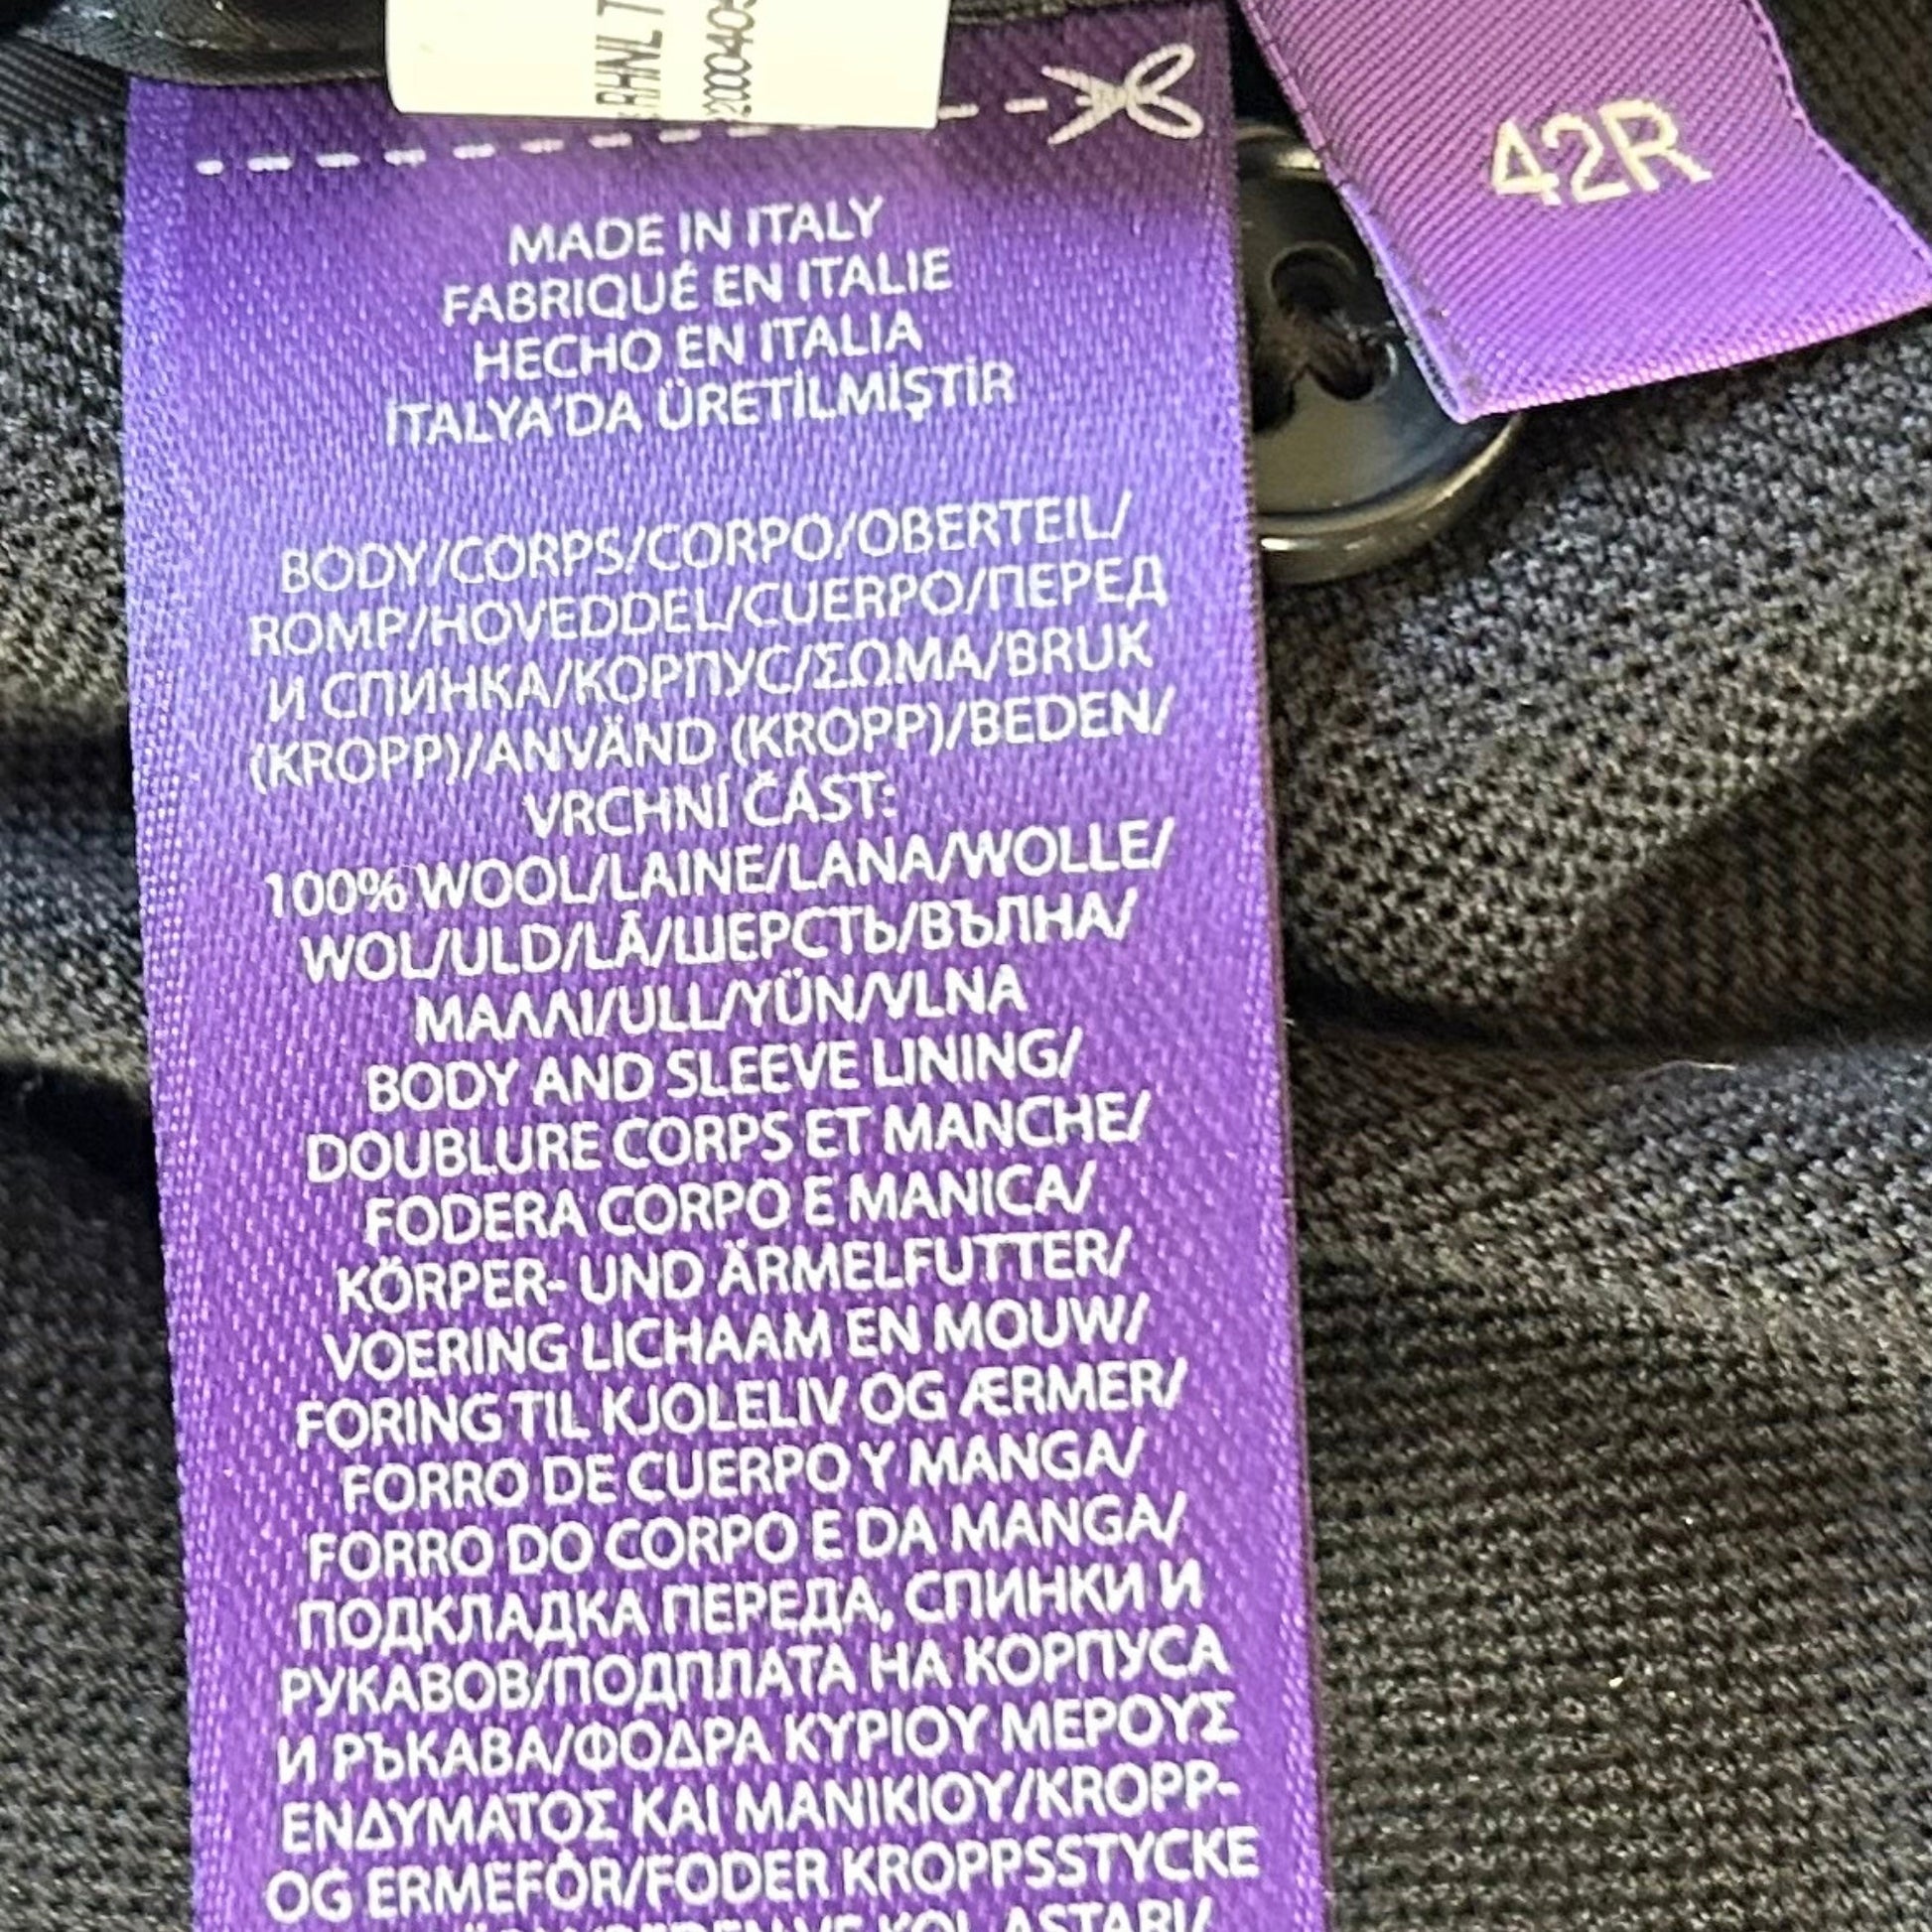 RHNL T
42R
MADE IN ITALY
FABRIQUÉ EN ITALIE
HECHO EN ITALIA
İTALYA'DA ÜRETİLMİŞTİR
BODY/CORPS/CORPO/OBERTEIL/
ROMP/HOVEDDEL/CUERPO/ПЕРЕД
И СПИНКА/КОРПУС/ΣΩΜΑ/BRUK
(KROPP)/ANVÄND (KROPP)/BEDEN/
VRCHNÍ ČÁST:
100% WOOL/LAINE/LANA/WOLLE/
WOL/ULD/LÃ/ШЕРСТЬ/ВЪЛНА/
ΜΑΛΛΙ/ULL/YÜN/VLNA
BODY AND SLEEVE LINING/
DOUBLURE CORPS ET MANCHE/
FODERA CORPO E MANICA/
KÖRPER- UND ÄRMELFUTTER/
VOERING LICHAAM EN MOUW/
FORING TIL KJOLELIV OG ÆRMER/
FORRO DE CUERPO Y MANGA/
FORRO DO CORPO E DA MANGA/
ПОДКЛАДКА ПЕРЕДА, СПИНКИ И
РУКАВОВ/ПОДПЛАТА НА КОРПУСА
И РЪКАВА/ΦΟΔΡΑ ΚΥΡΙΟΥ ΜΕΡΟΥΣ
ΕΝΔΥΜΑΤΟΣ ΚΑΙ ΜΑΝΙΚΙΟΥ/KROPP-
OG ERMEFÔR/FODER KROPPSSTYCKE